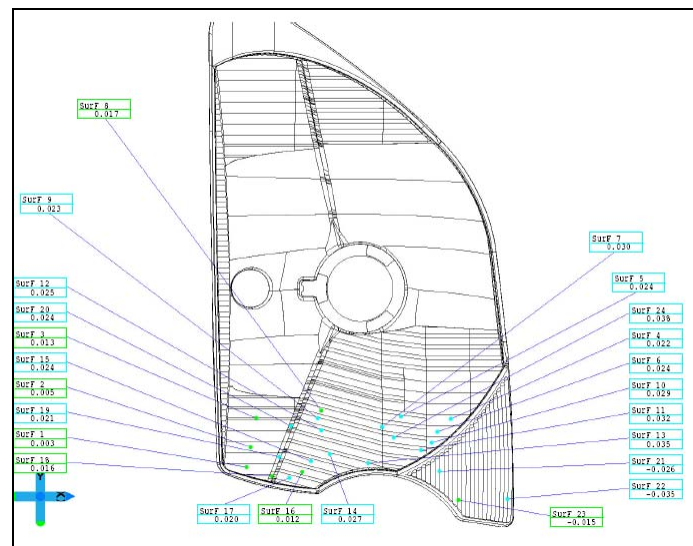 SurF 8
0.017
SurF 9
0.023
SurF 7
0.030
SurF 5
0.024
SurF 12
0.025
SurF 20
0.024
SurF 3
0.013
SurF 15
0.024
SurF 2
0.005
SurF 19
0.021
SurF 1
0.003
SurF 18
0.016
SurF 24
0.038
SurF 4
0.022
SurF 6
0.024
SurF 10
0.029
SurF 11
0.032
SurF 13
0.035
SurF 21
-0.026
SurF 22
-0.035
SurF 17
0.020
SurF 16
0.012
SurF 14
0.027
SurF 23
-0.015
Y
X